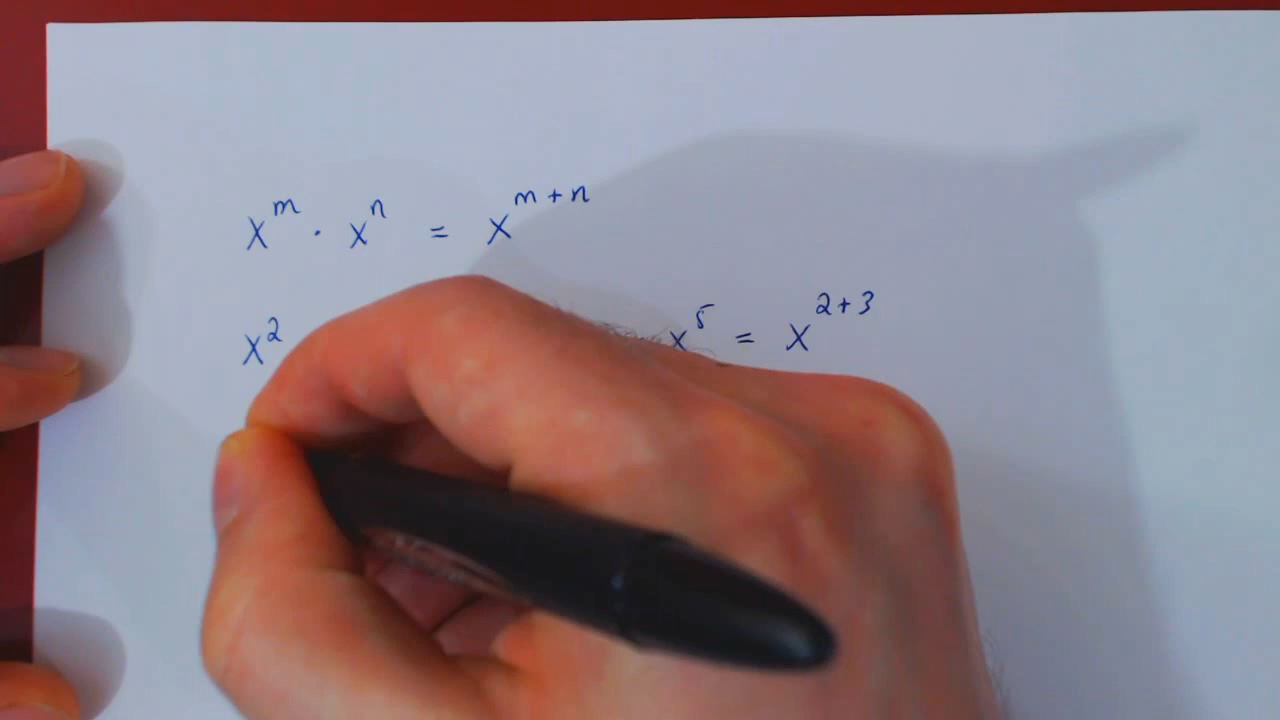 x^m · x^n = x^{m+n}
x^2 x^5 = x^{2+3}